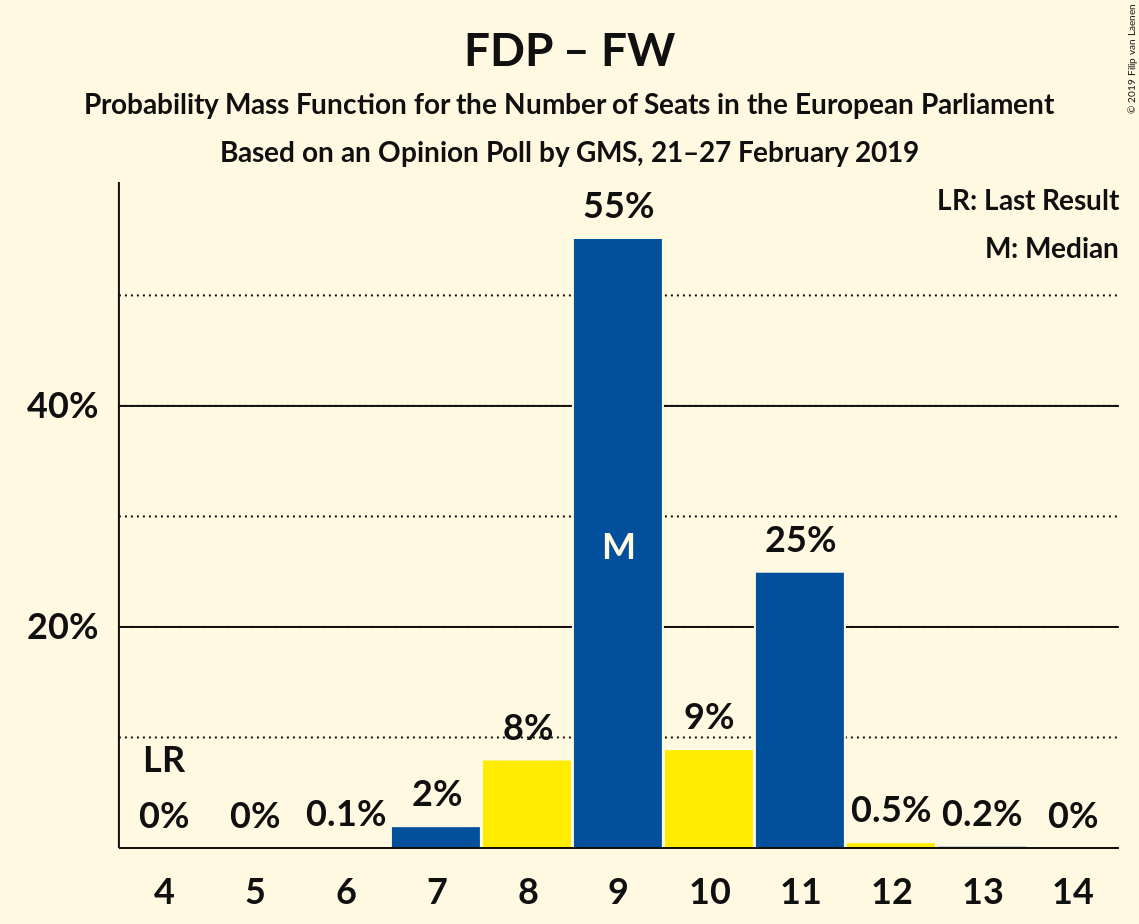 FDP – FW
Probability Mass Function for the Number of Seats in the European Parliament
Based on an Opinion Poll by GMS, 21–27 February 2019
© 2019 Filip van Laenen
LR: Last Result
M: Median
55%
40%
M
25%
20%
9%
8%
LR
2%
0% 0% 0.1% 0.5% 0.2% 0%
4 5 6 7 8 9 10 11 12 13 14